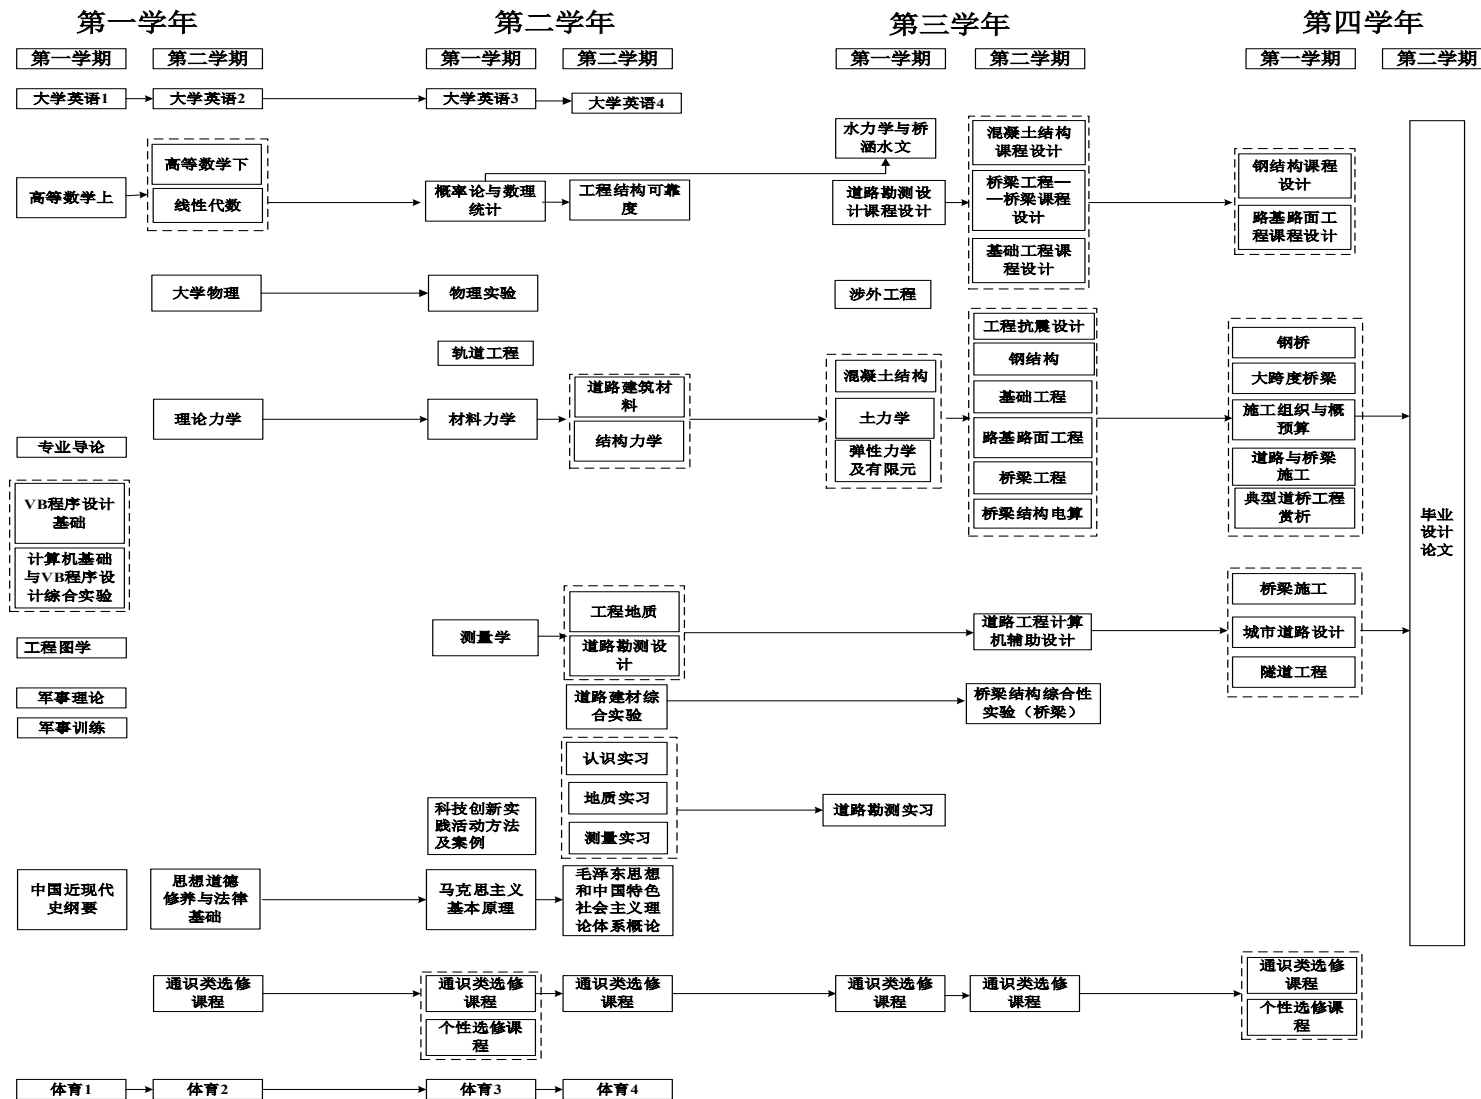 第一学年
第二学年
第三学年
第四学年
第一学期
第二学期
第一学期
第二学期
第一学期
第二学期
第一学期
第二学期
大学英语1
大学英语2
大学英语3
大学英语4
高等数学上
高等数学下
线性代数
概率论与数理
统计
工程结构可靠
度
水力学与桥
涵水文
道路勘测设
计课程设计
混凝土结构
课程设计
桥梁工程—
—桥梁课程
设计
基础工程课
程设计
钢结构课程
设计
路基路面工
程课程设计
大学物理
物理实验
涉外工程
轨道工程
理论力学
材料力学
道路建筑材
料
结构力学
混凝土结构
土力学
弹性力学
及有限元
工程抗震设计
钢结构
基础工程
路基路面工程
桥梁工程
桥梁结构电算
钢桥
大跨度桥梁
施工组织与概
预算
道路与桥梁
施工
典型道桥工程
赏析
毕业
设计
论文
专业导论
VB程序设计
基础
计算机基础
与VB程序设
计综合实验
工程图学
军事理论
军事训练
测量学
工程地质
道路勘测设
计
道路工程计算
机辅助设计
桥梁施工
城市道路设计
隧道工程
道路建材综
合实验
桥梁结构综合性
实验（桥梁）
科技创新实
践活动方法
及案例
认识实习
地质实习
测量实习
道路勘测实习
中国近现代
史纲要
思想道德
修养与法律
基础
马克思主义
基本原理
毛泽东思想
和中国特色
社会主义理
论体系概论
通识类选修
课程
通识类选修
课程
个性选修课
程
通识类选修
课程
通识类选修
课程
通识类选修
课程
通识类选修
课程
个性选修课
程
体育1
体育2
体育3
体育4